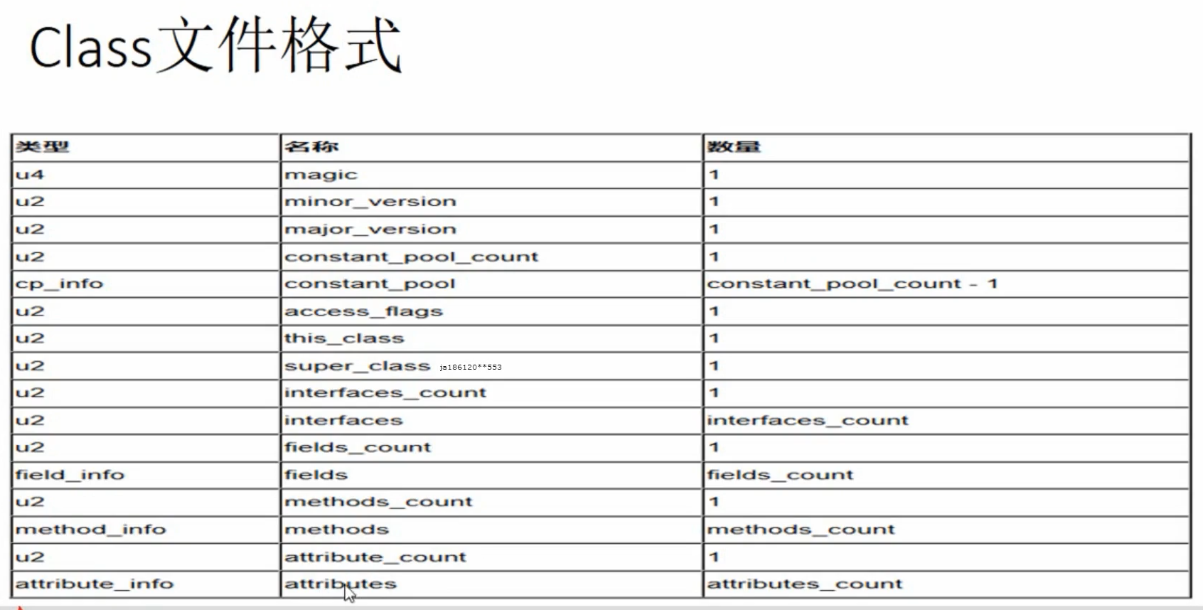 Class文件格式
类型 名称 数量
u4 magic 1
u2 minor_version 1
u2 major_version 1
u2 constant_pool_count 1
cp_info constant_pool constant_pool_count - 1
u2 access_flags 1
u2 this_class 1
u2 super_class ja186120**553 1
u2 interfaces_count 1
u2 interfaces interfaces_count
u2 fields_count 1
field_info fields fields_count
u2 methods_count 1
method_info methods methods_count
u2 attribute_count 1
attribute_info attributes attributes_count